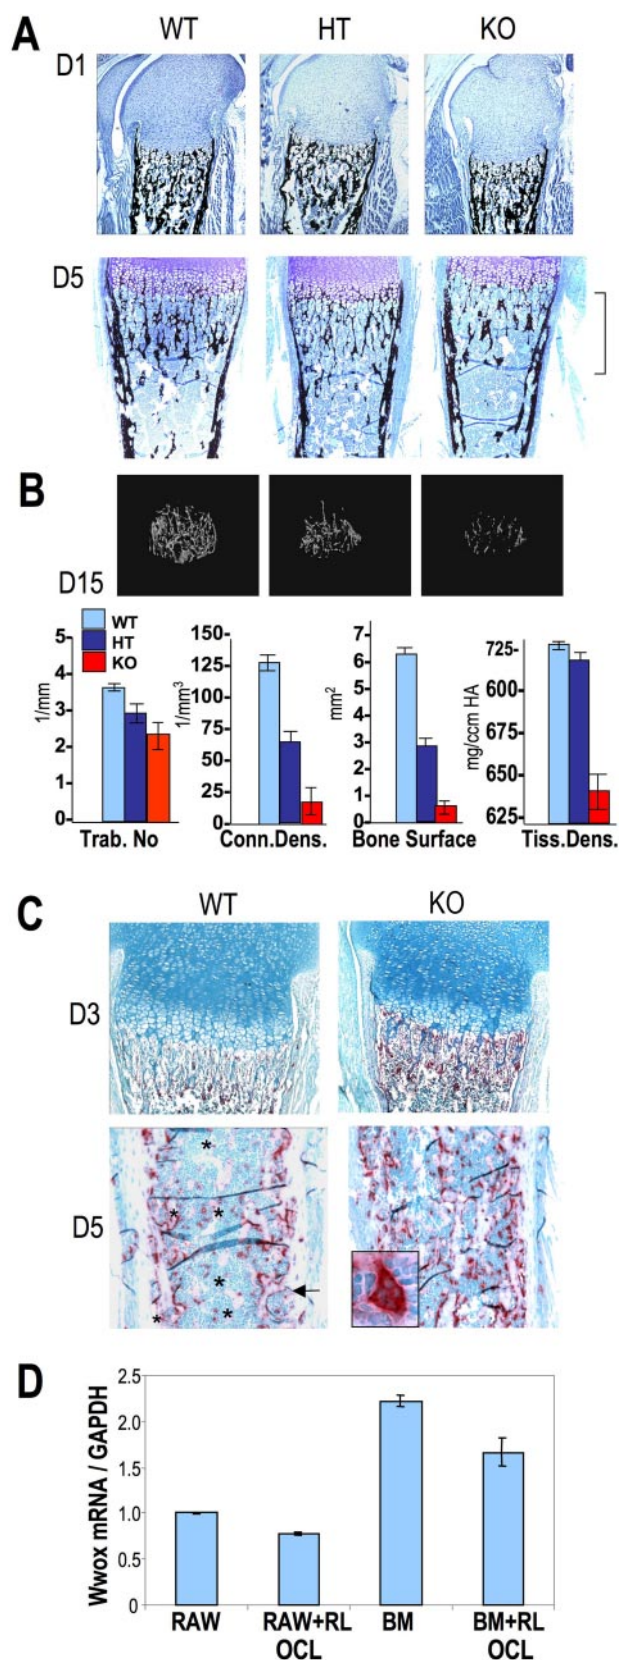 A
WT HT KO
D1
D5
B
D15
WT
HT
KO
5
4
3
2
1
0
1/mm
Trab. No
150
125
100
75
50
25
0
1/mm³
Conn.Dens.
7
6
5
4
3
2
1
0
mm²
Bone Surface
725
600
675
650
625
mg/ccm HA
Tiss.Dens.
C
WT KO
D3
* * * * * *
D5
D
2.5
2.0
1.5
1.0
0.5
0
Wwox mRNA / GAPDH
RAW RAW+RL BM BM+RL
OCL OCL